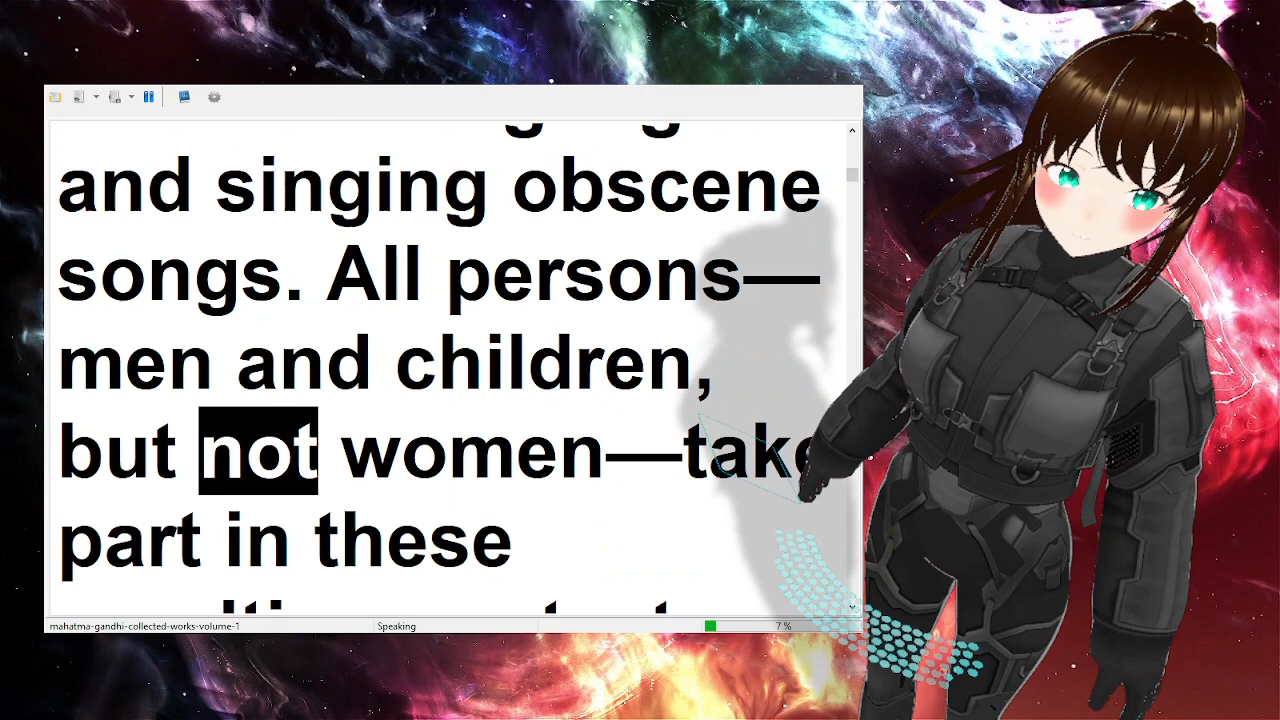 and singing obscene
songs. All persons—
men and children,
but not women—take
part in these
mahatma-gandhi-collected-works-volume-1 Speaking 7 %